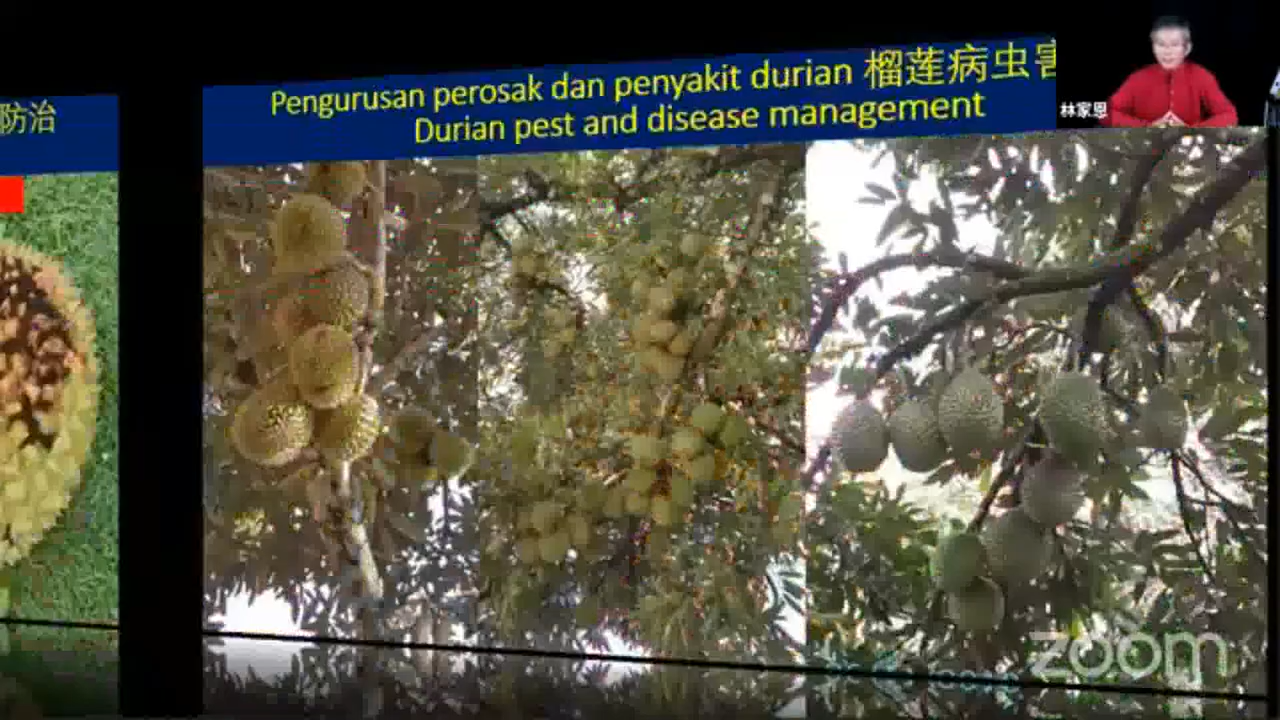 防治
Pengurusan perosak dan penyakit durian 榴莲病虫害
Durian pest and disease management
林家恩
zoom